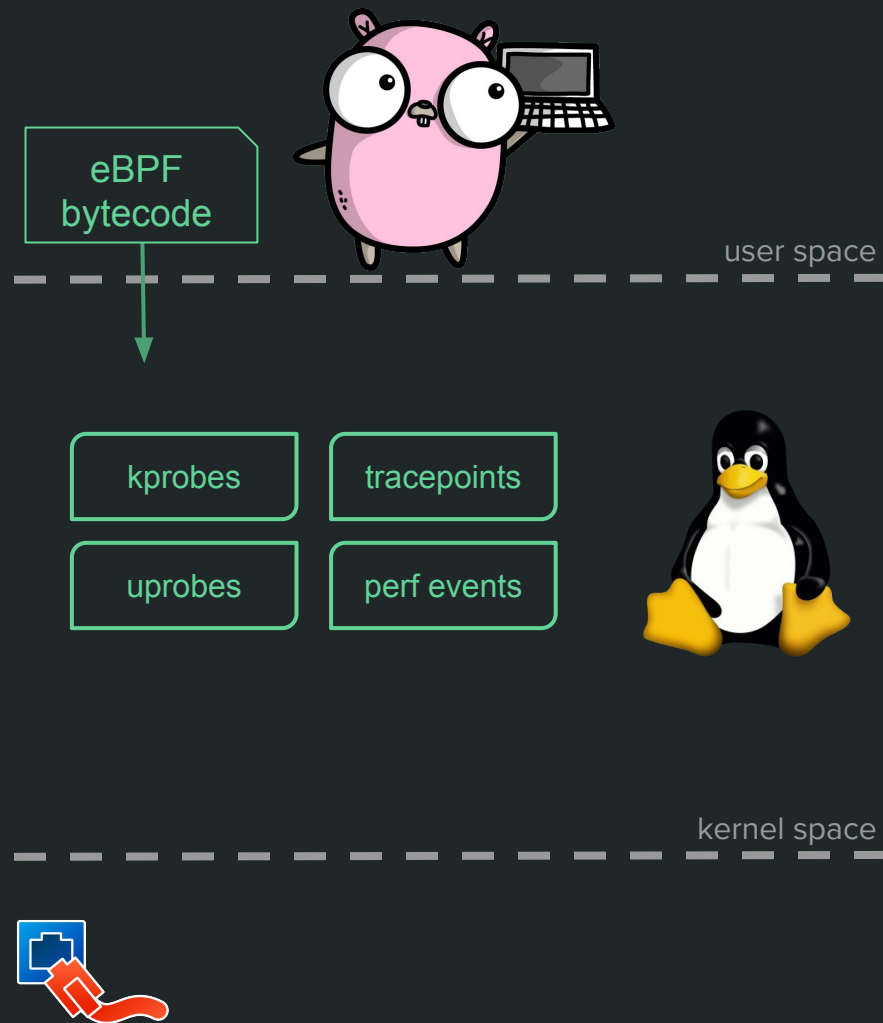 eBPF
bytecode
user space
kprobes
tracepoints
uprobes
perf events
kernel space